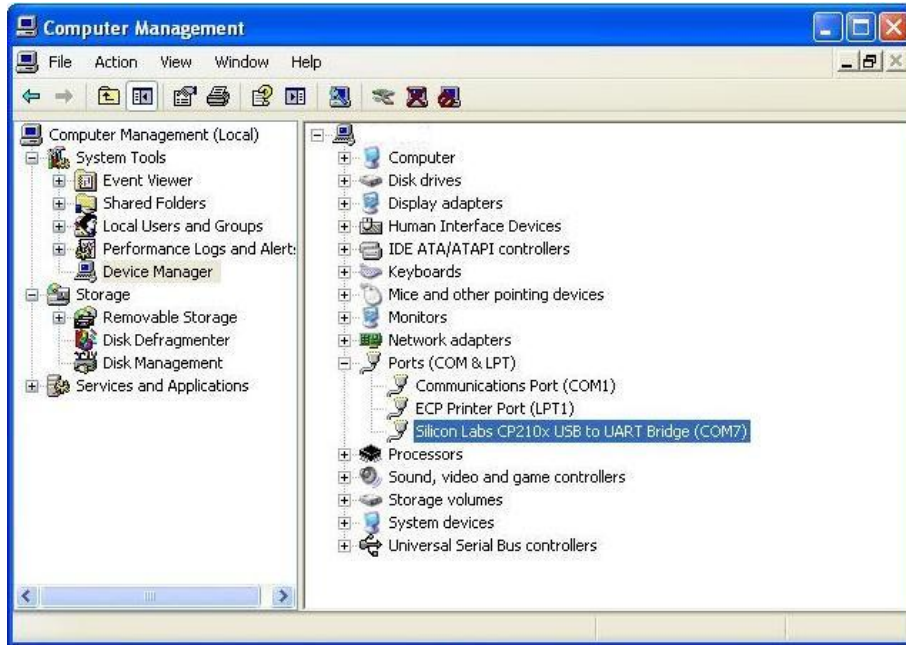 Computer Management
File Action View Window Help
Computer Management (Local)
System Tools
Event Viewer
Shared Folders
Local Users and Groups
Performance Logs and Alert
Device Manager
Storage
Removable Storage
Disk Defragmenter
Disk Management
Services and Applications
Computer
Disk drives
Display adapters
Human Interface Devices
IDE ATA/ATAPI controllers
Keyboards
Mice and other pointing devices
Monitors
Network adapters
Ports (COM & LPT)
Communications Port (COM1)
ECP Printer Port (LPT1)
Silicon Labs CP210x USB to UART Bridge (COM7)
Processors
Sound, video and game controllers
Storage volumes
System devices
Universal Serial Bus controllers